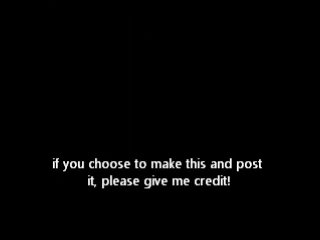 if you choose to make this and post
it, please give me credit!